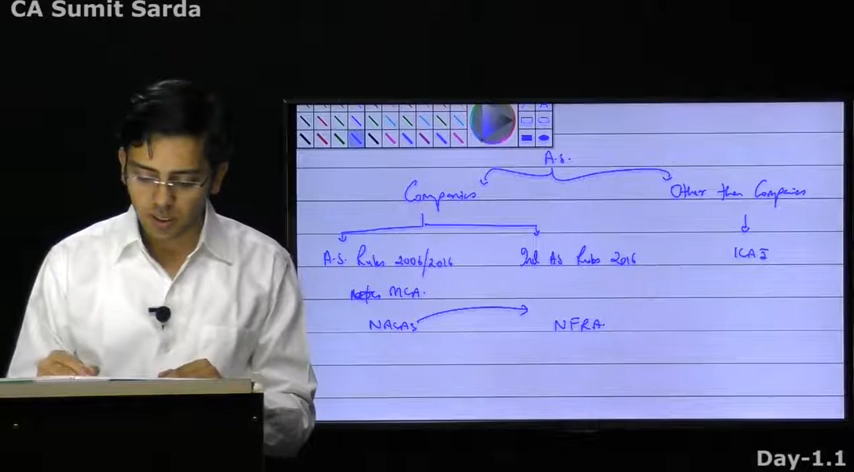 CA Sumit Sarda
A.S.
Companies
Other than Companies
A.S. Rules 2006/2016
Ind AS Rules 2016
ICAI
MCA.
NACAS
NFRA.
Day-1.1